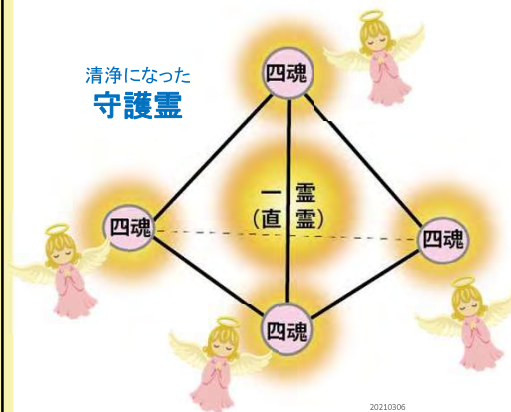 四魂
清浄になった
守護霊
一霊
(直霊)
四魂
四魂
四魂
20210306